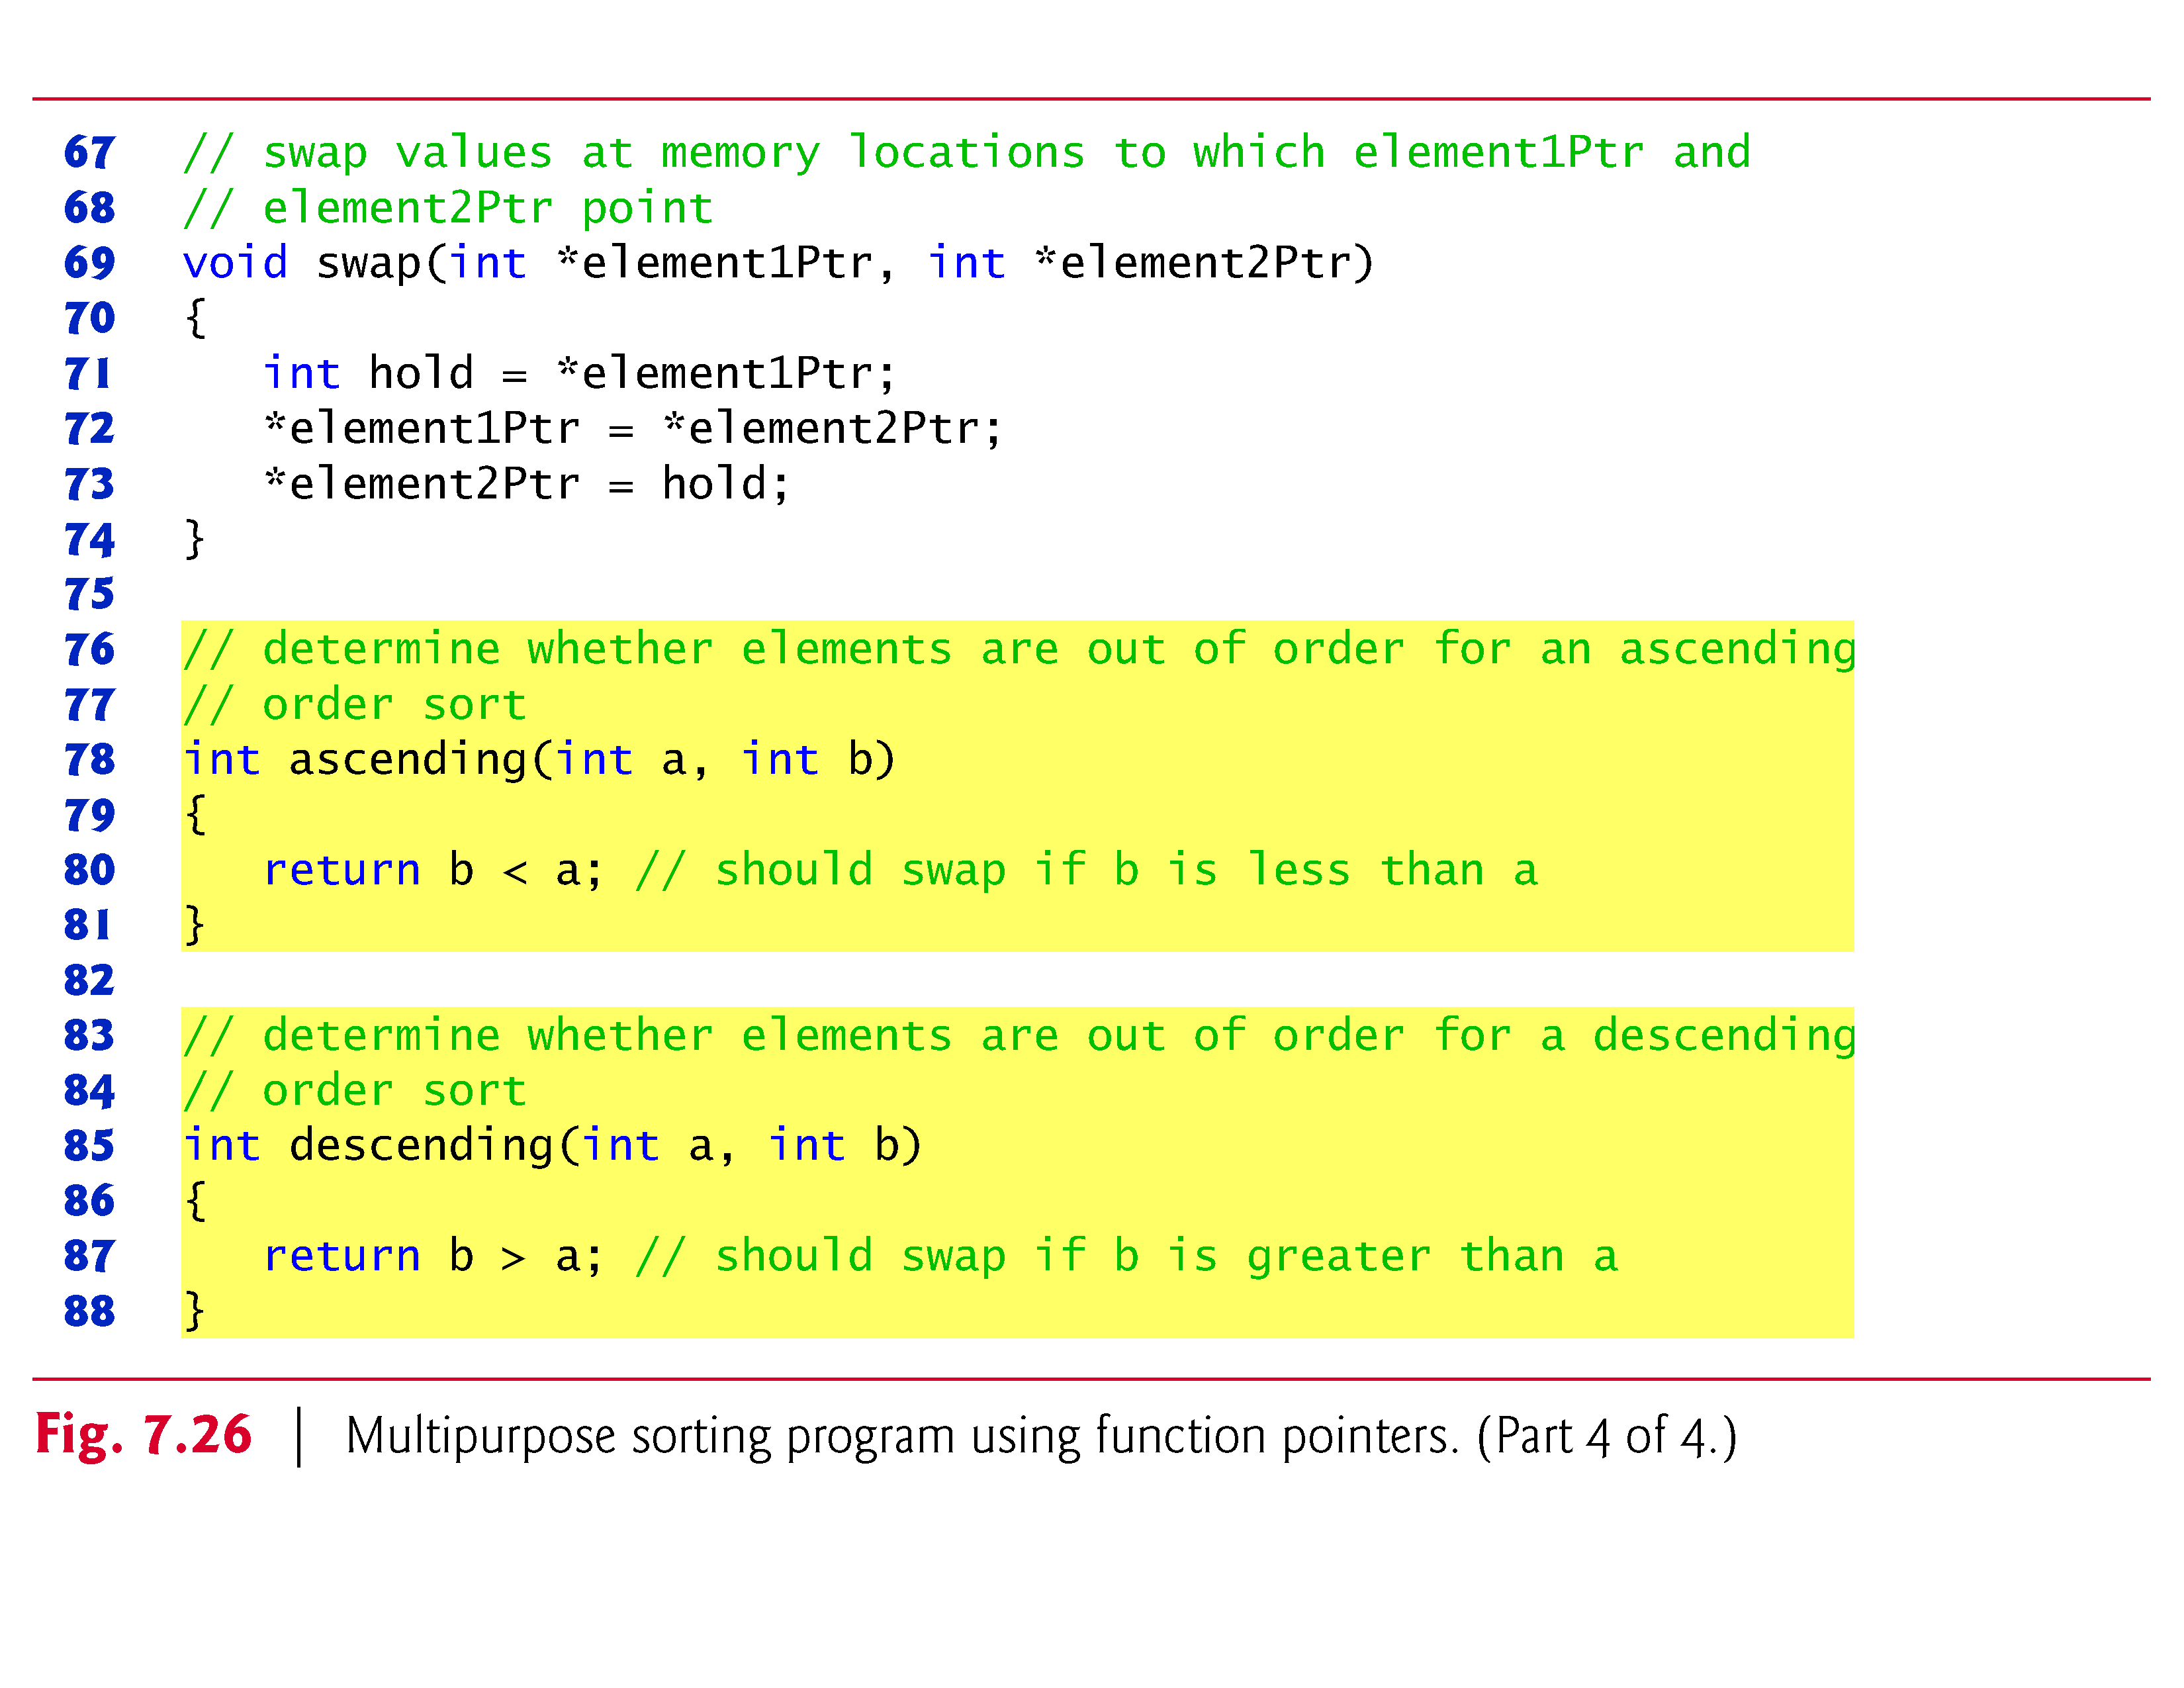 67 // swap values at memory locations to which element1Ptr and
68 // element2Ptr point
69 void swap(int *element1Ptr, int *element2Ptr)
70 {
71    int hold = *element1Ptr;
72    *element1Ptr = *element2Ptr;
73    *element2Ptr = hold;
74 }
75
76 // determine whether elements are out of order for an ascending
77 // order sort
78 int ascending(int a, int b)
79 {
80    return b < a; // should swap if b is less than a
81 }
82
83 // determine whether elements are out of order for a descending
84 // order sort
85 int descending(int a, int b)
86 {
87    return b > a; // should swap if b is greater than a
88 }
Fig. 7.26 | Multipurpose sorting program using function pointers. (Part 4 of 4.)